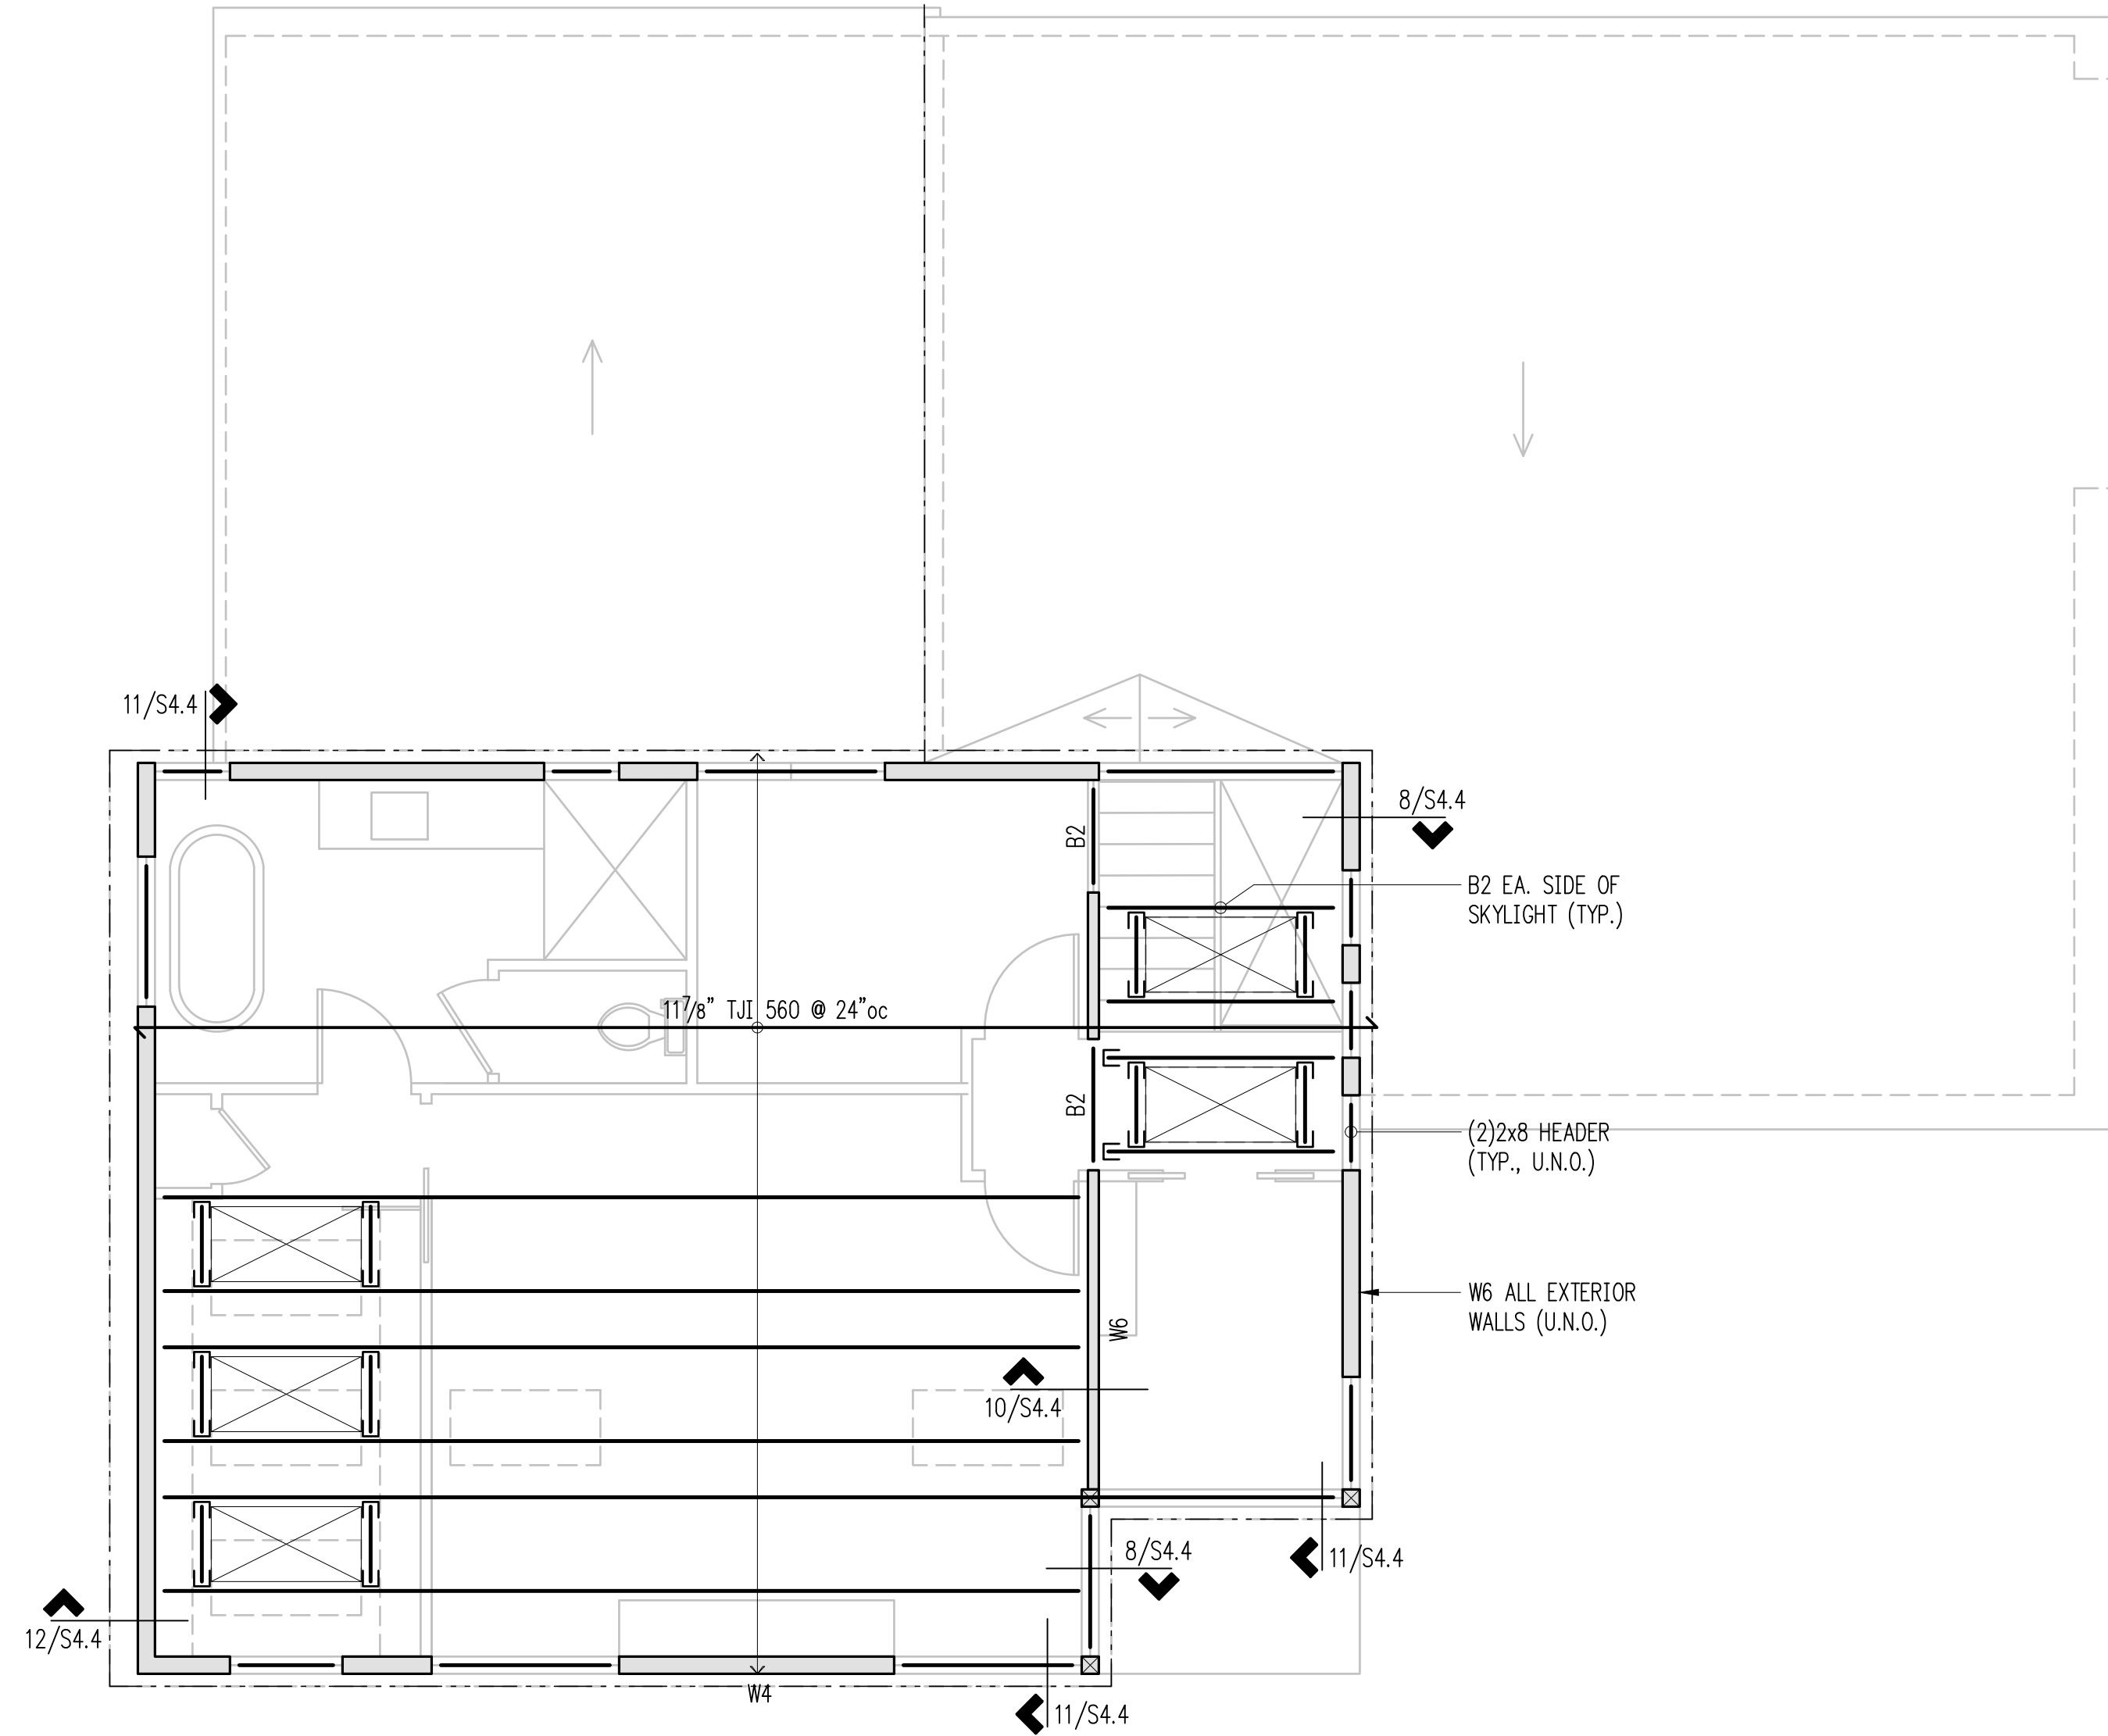 11/S4.4
8/S4.4
B2
B2 EA. SIDE OF
SKYLIGHT (TYP.)
11 7/8" TJI 560 @ 24"oc
B2
(2)2x8 HEADER
(TYP., U.N.O.)
W6 ALL EXTERIOR
WALLS (U.N.O.)
W6
10/S4.4
8/S4.4
11/S4.4
12/S4.4
W4
11/S4.4